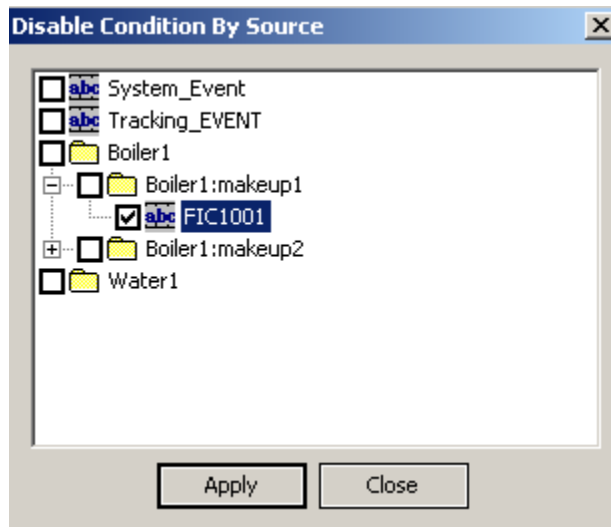 Disable Condition By Source
abc System_Event
abc Tracking_EVENT
Boiler1
Boiler1:makeup1
abc FIC1001
Boiler1:makeup2
Water1
Apply Close